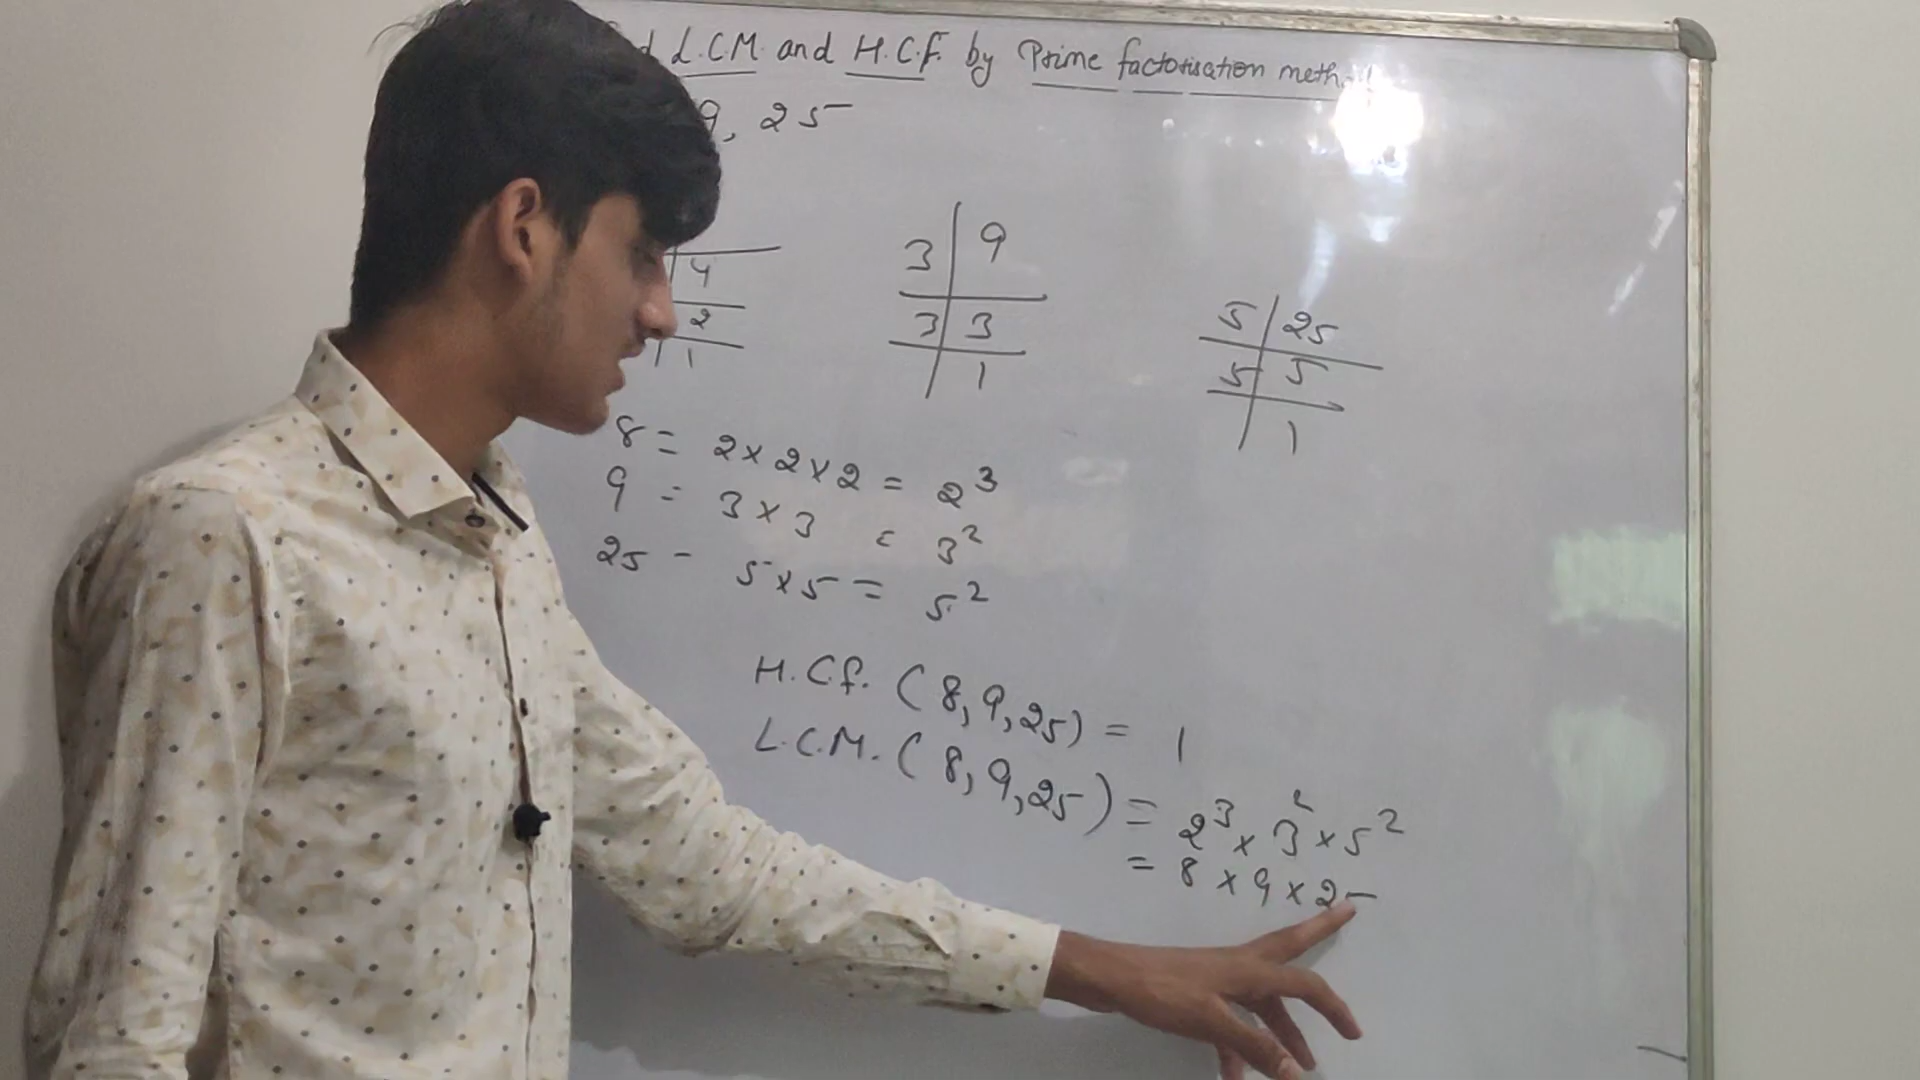 L.C.M. and H.C.F. by Prime factorisation meth
9, 25
4
2
1
3 9
3 3
1
5 25
5 5
1
8 = 2 x 2 x 2 = 2³
9 = 3 x 3 = 3²
25 - 5 x 5 = 5²
H.C.F. (8, 9, 25) = 1
L.C.M. (8, 9, 25) = 2³ x 3² x 5²
= 8 x 9 x 25